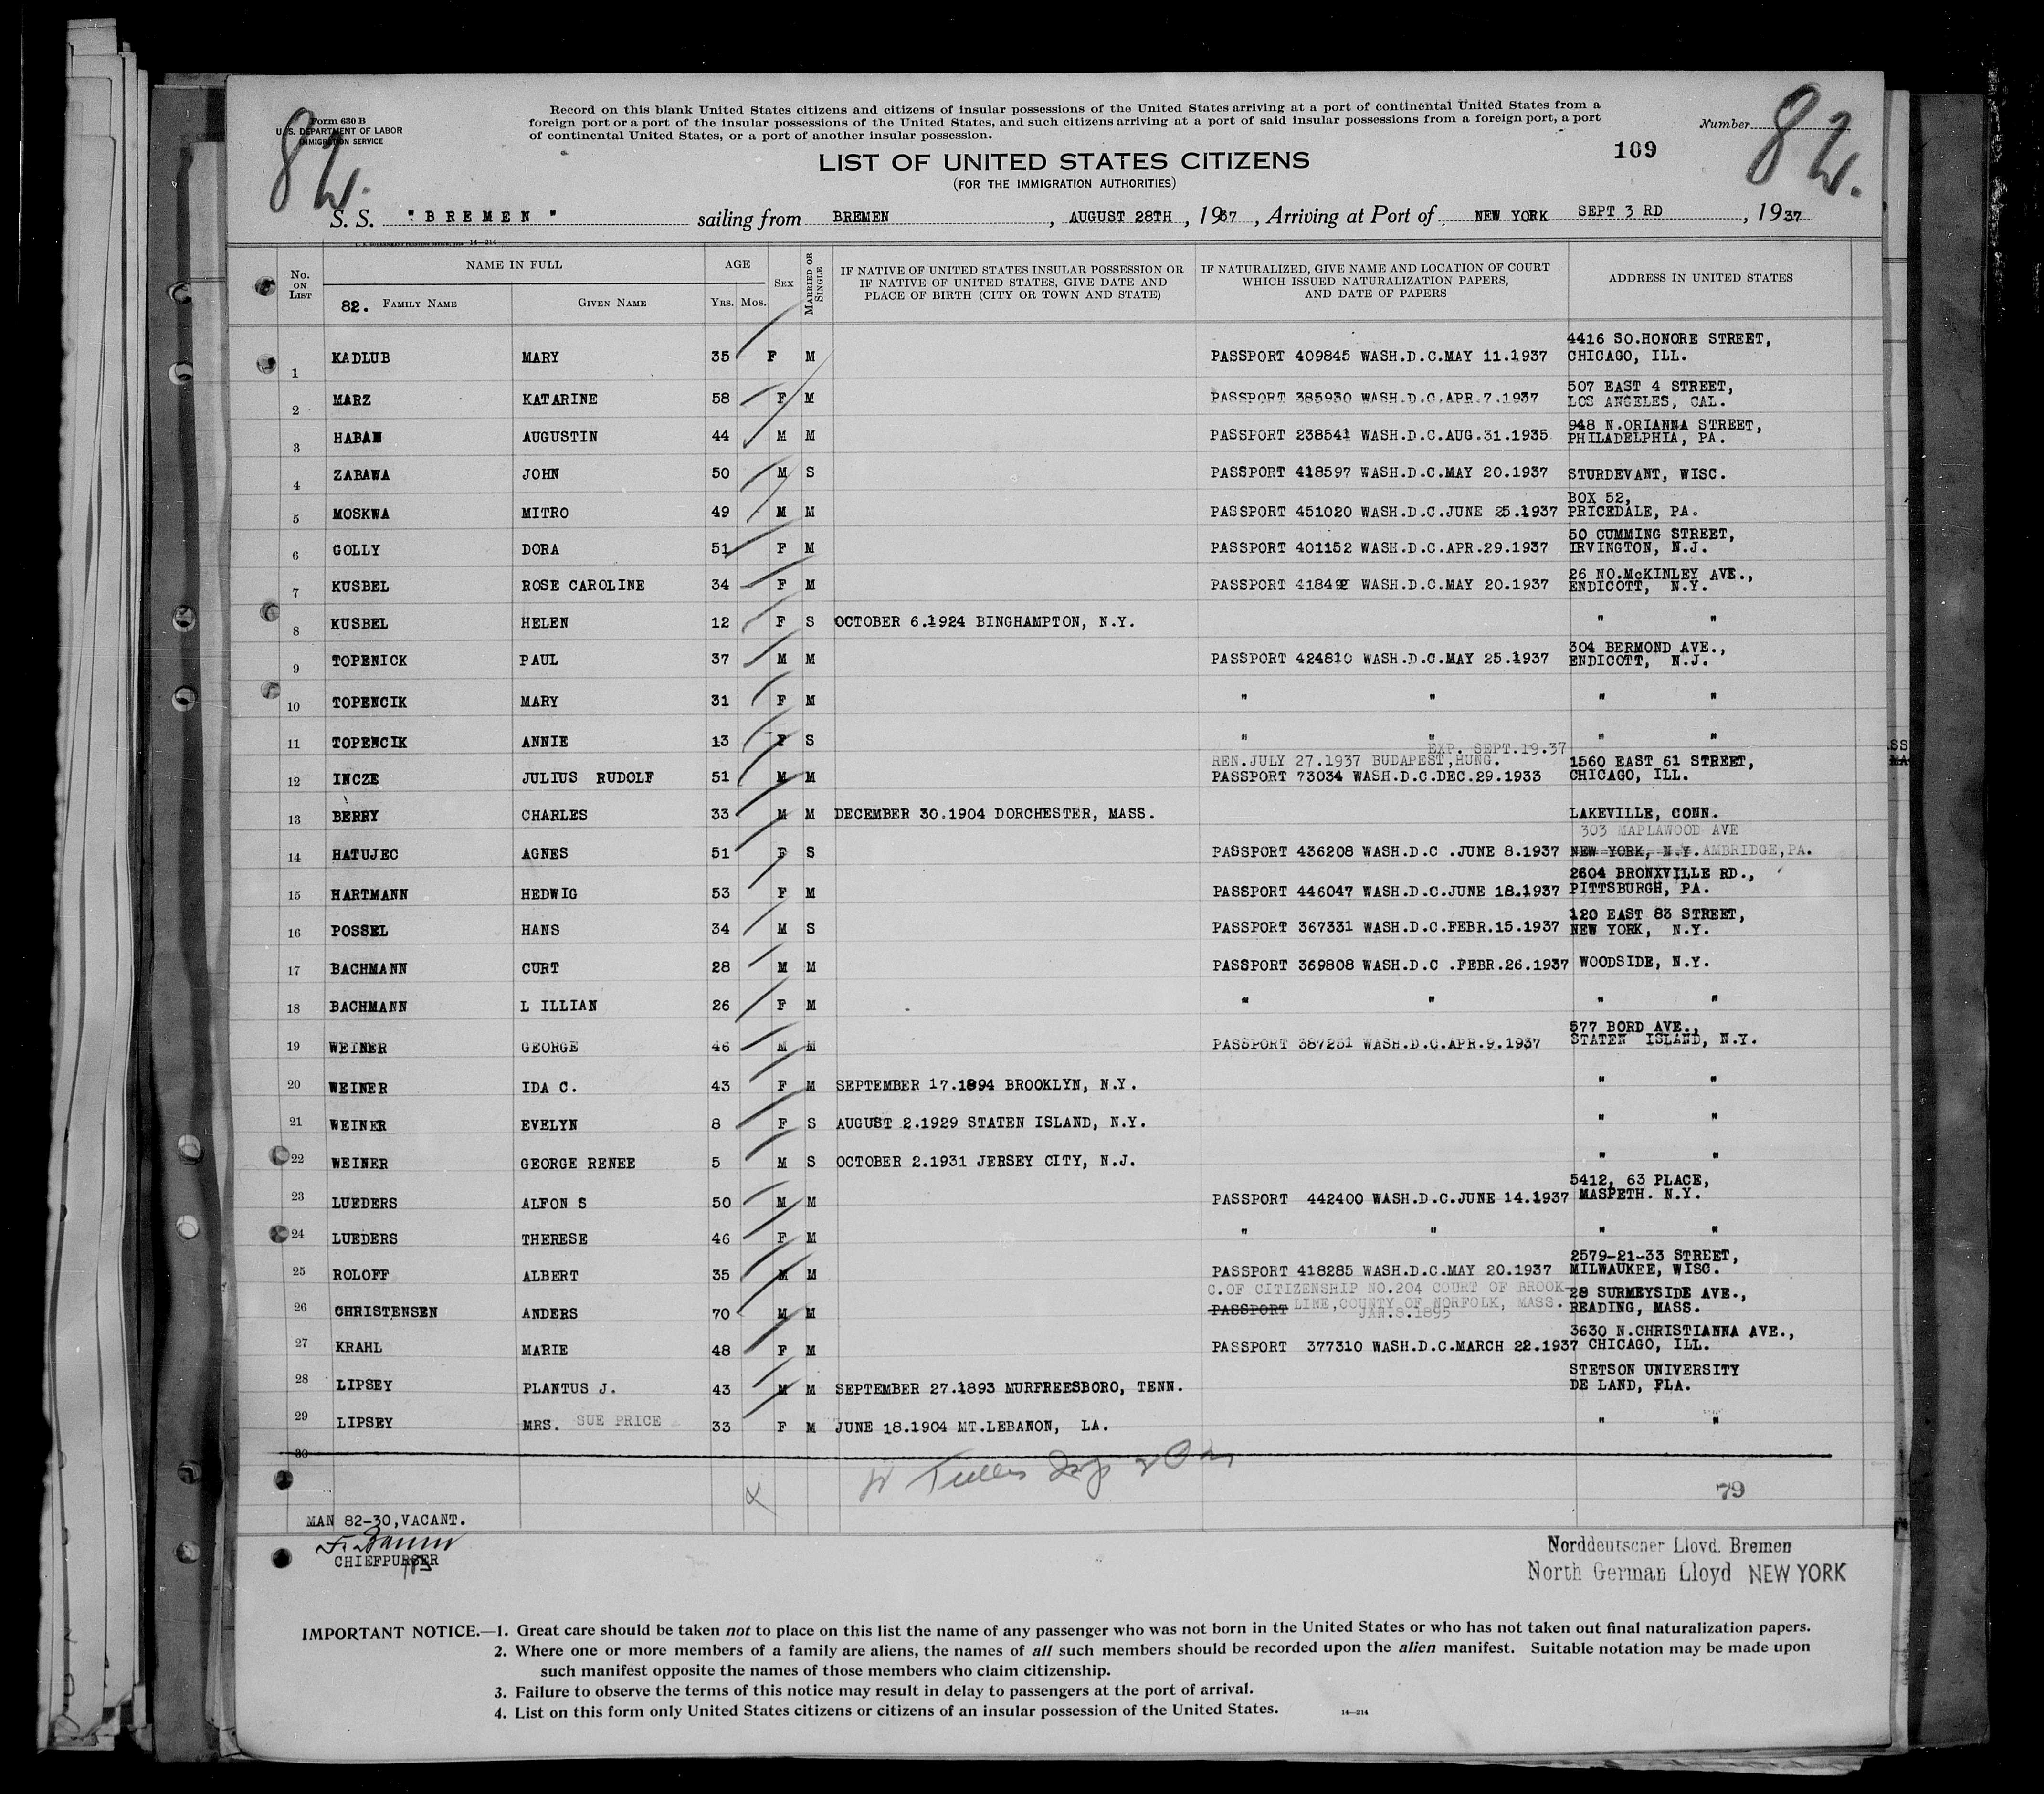 82.
Form 630 B
U. S. DEPARTMENT OF LABOR
IMMIGRATION SERVICE
Record on this blank United States citizens and citizens of insular possessions of the United States arriving at a port of continental United States from a
foreign port or a port of the insular possessions of the United States, and such citizens arriving at a port of said insular possessions from a foreign port, a port
of continental United States, or a port of another insular possession.
Number 82.
109
LIST OF UNITED STATES CITIZENS
(FOR THE IMMIGRATION AUTHORITIES)
S. S. "BREMEN" sailing from BREMEN, AUGUST 28TH, 1937, Arriving at Port of NEW YORK SEPT 3 RD, 1937
No. ON LIST NAME IN FULL AGE SEX MARRIED OR SINGLE IF NATIVE OF UNITED STATES INSULAR POSSESSION OR IF NATIVE OF UNITED STATES, GIVE DATE AND PLACE OF BIRTH (CITY OR TOWN AND STATE) IF NATURALIZED, GIVE NAME AND LOCATION OF COURT WHICH ISSUED NATURALIZATION PAPERS, AND DATE OF PAPERS ADDRESS IN UNITED STATES
82. FAMILY NAME GIVEN NAME Yrs. Mos.
1 KADLUB MARY 35 F M PASSPORT 409845 WASH.D.C.MAY 11.1937 4416 SO.HONORE STREET, CHICAGO, ILL.
2 MARZ KATARINE 58 F M PASSPORT 385930 WASH.D.C.APR.7.1937 507 EAST 4 STREET, LOS ANGELES, CAL.
3 HABAN AUGUSTIN 44 M M PASSPORT 238541 WASH.D.C.AUG.31.1935 948 N.ORIANNA STREET, PHILADELPHIA, PA.
4 ZABAWA JOHN 50 M S PASSPORT 418597 WASH.D.C.MAY 20.1937 STURDEVANT, WISC.
5 MOSKWA MITRO 49 M M PASSPORT 451020 WASH.D.C.JUNE 25.1937 BOX 52, PRICEDALE, PA.
6 GOLLY DORA 51 F M PASSPORT 401152 WASH.D.C.APR.29.1937 50 CUMMING STREET, IRVINGTON, N.J.
7 KUSBEL ROSE CAROLINE 34 F M PASSPORT WASH.D.C.MAY 20.1937 26 NO.McKINLEY AVE., ENDICOTT, N.Y.
8 KUSBEL HELEN 12 F S OCTOBER 6.1924 BINGHAMPTON, N.Y. " "
9 TOPENICK PAUL 37 M M PASSPORT 424810 WASH.D.C.MAY 25.1937 304 BERMOND AVE., ENDICOTT, N.J.
10 TOPENCIK MARY 31 F M " " " "
11 TOPENCIK ANNIE 13 F S " " " "
EXP. SEPT.19.37
REN.JULY 27.1937 BUDAPEST,HUNG.
12 INCZE JULIUS RUDOLF 51 M M PASSPORT 73034 WASH.D.C.DEC.29.1933 1560 EAST 61 STREET, CHICAGO, ILL.
13 BERRY CHARLES 33 M M DECEMBER 30.1904 DORCHESTER, MASS. LAKEVILLE, CONN.
303 MAPLAWOOD AVE
14 HATUJEC AGNES 51 F S PASSPORT 436208 WASH.D.C .JUNE 8.1937 NEW YORK, N.Y. AMBRIDGE,PA.
15 HARTMANN HEDWIG 53 F M PASSPORT 446047 WASH.D.C.JUNE 18.1937 2604 BRONXVILLE RD., PITTSBURGH, PA.
16 POSSEL HANS 34 M S PASSPORT 367331 WASH.D.C.FEBR.15.1937 120 EAST 83 STREET, NEW YORK, N.Y.
17 BACHMANN CURT 28 M M PASSPORT 369808 WASH.D.C .FEBR.26.1937 WOODSIDE, N.Y.
18 BACHMANN L ILLIAN 26 F M " " " "
19 WEINER GEORGE 46 M M PASSPORT 387251 WASH.D.C.APR.9.1937 577 BORD AVE., STATEN ISLAND, N.Y.
20 WEINER IDA C. 43 F M SEPTEMBER 17.1894 BROOKLYN, N.Y. " "
21 WEINER EVELYN 8 F S AUGUST 2.1929 STATEN ISLAND, N.Y. " "
22 WEINER GEORGE RENEE 5 M S OCTOBER 2.1931 JERSEY CITY, N.J. " "
23 LUEDERS ALFON S 50 M M PASSPORT 442400 WASH.D.C.JUNE 14.1937 5412, 63 PLACE, MASPETH. N.Y.
24 LUEDERS THERESE 46 F M " " " "
25 ROLOFF ALBERT 35 M M PASSPORT 418285 WASH.D.C.MAY 20.1937 2579-21-33 STREET, MILWAUKEE, WISC.
26 CHRISTENSEN ANDERS 70 M M C.OF CITIZENSHIP NO.204 COURT OF BROOK- PASSPORT LINE,COUNTY OF NORFOLK, MASS. JAN.8.1895 28 SURMEYSIDE AVE., READING, MASS.
27 KRAHL MARIE 48 F M PASSPORT 377310 WASH.D.C.MARCH 22.1937 3630 N.CHRISTIANNA AVE., CHICAGO, ILL.
28 LIPSEY PLANTUS J. 43 M M SEPTEMBER 27.1893 MURFREESBORO, TENN. STETSON UNIVERSITY DE LAND, FLA.
29 LIPSEY MRS. SUE PRICE 33 F M JUNE 18.1904 MT.LEBANON, LA. " "
30
79
MAN 82-30,VACANT.
CHIEFPURSER
Norddeutscher Lloyd. Bremen
North German Lloyd NEW YORK
IMPORTANT NOTICE.—1. Great care should be taken not to place on this list the name of any passenger who was not born in the United States or who has not taken out final naturalization papers.
2. Where one or more members of a family are aliens, the names of all such members should be recorded upon the alien manifest. Suitable notation may be made upon
such manifest opposite the names of those members who claim citizenship.
3. Failure to observe the terms of this notice may result in delay to passengers at the port of arrival.
4. List on this form only United States citizens or citizens of an insular possession of the United States.
14—214